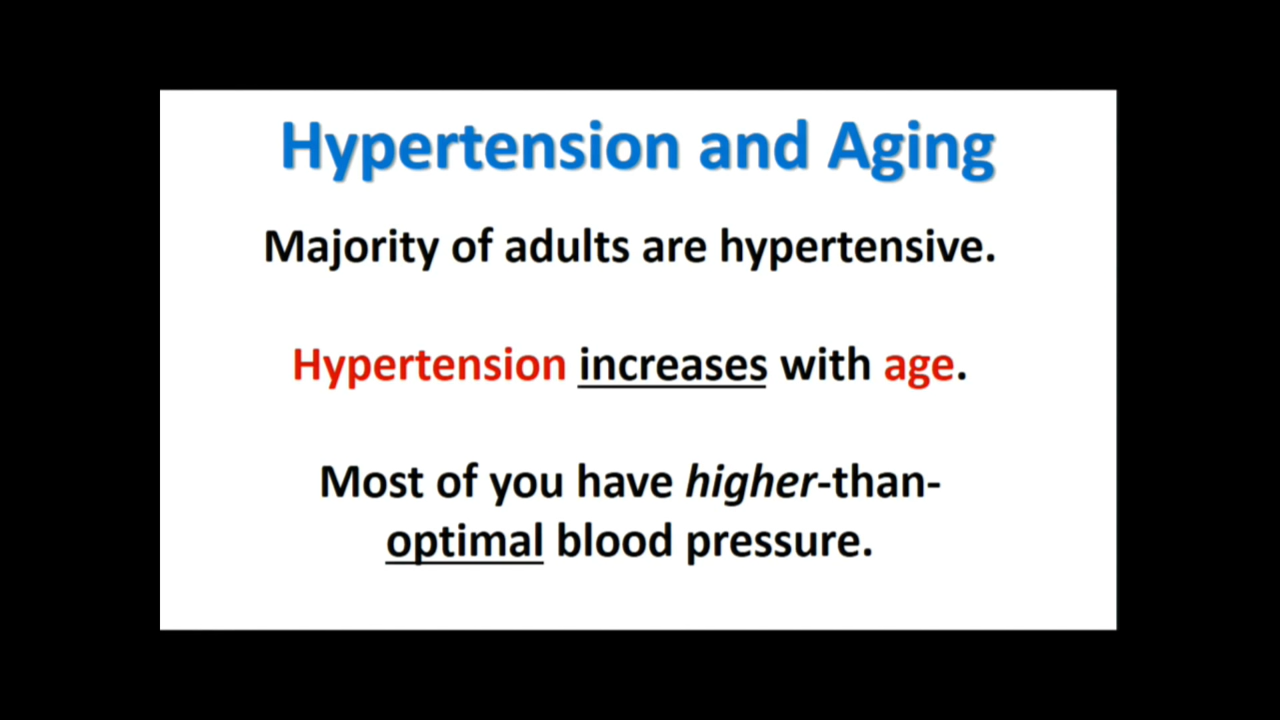 Hypertension and Aging
Majority of adults are hypertensive.
Hypertension increases with age.
Most of you have higher-than-
optimal blood pressure.